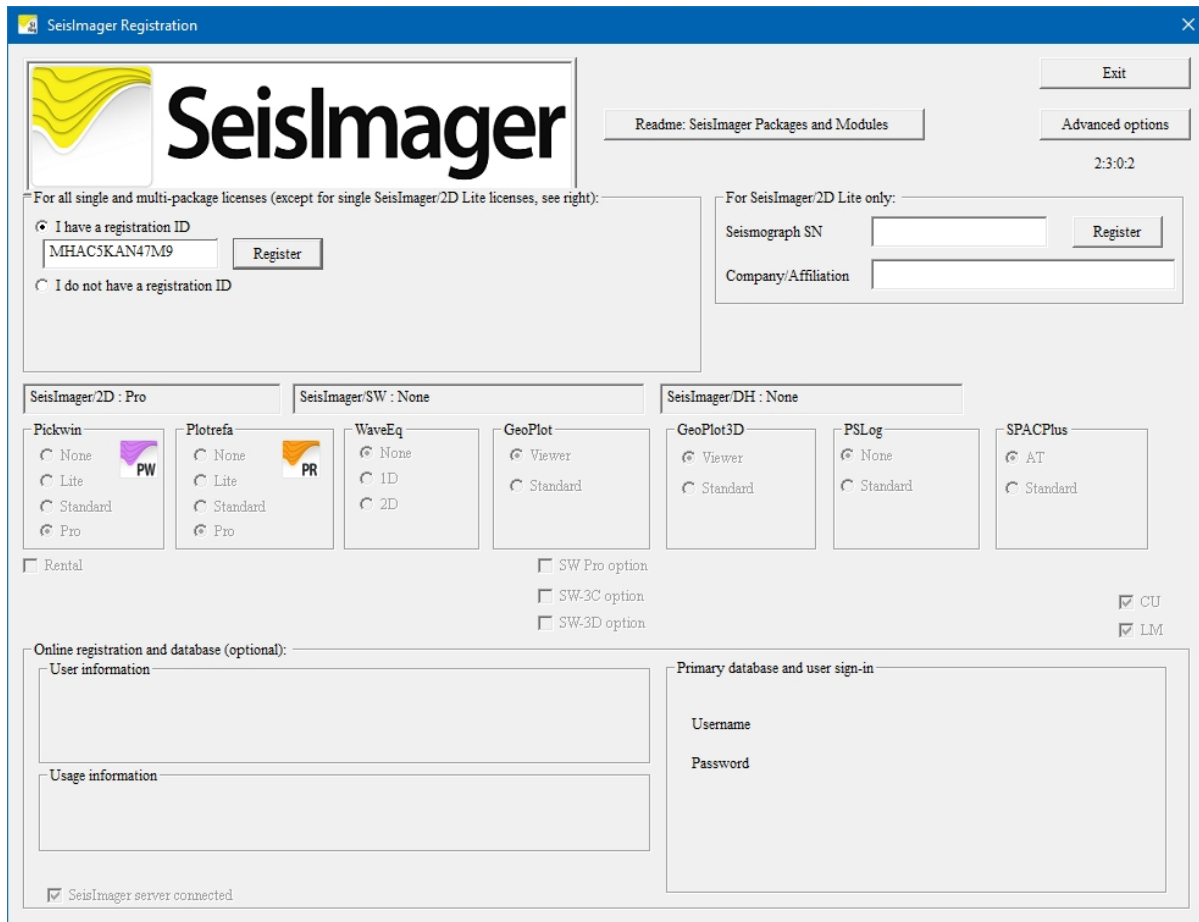 SeisImager Registration
SeisImager
Exit
Readme: SeisImager Packages and Modules
Advanced options
2:3:0:2
For all single and multi-package licenses (except for single SeisImager/2D Lite licenses, see right):
I have a registration ID
MHAC5KAN47M9 Register
I do not have a registration ID
For SeisImager/2D Lite only:
Seismograph SN Register
Company/Affiliation
SeisImager/2D : Pro SeisImager/SW : None SeisImager/DH : None
Pickwin
None
Lite
Standard
Pro
PW
Plotrefa
None
Lite
Standard
Pro
PR
WaveEq
None
1D
2D
GeoPlot
Viewer
Standard
GeoPlot3D
Viewer
Standard
PSLog
None
Standard
SPACPlus
AT
Standard
Rental
SW Pro option
SW-3C option
SW-3D option
CU
LM
Online registration and database (optional):
User information
Usage information
SeisImager server connected
Primary database and user sign-in
Username
Password